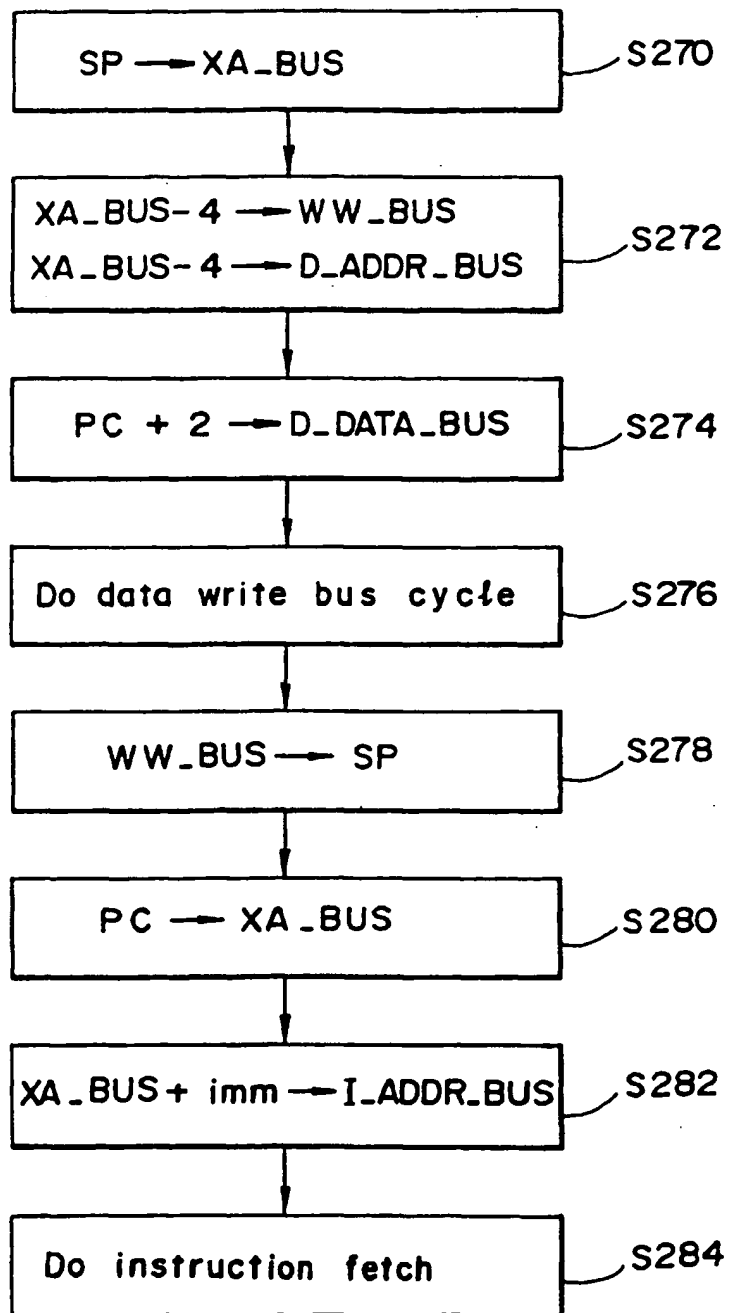 SP → XA_BUS
S270
XA_BUS-4 → WW_BUS
XA_BUS-4 → D_ADDR_BUS
S272
PC + 2 → D_DATA_BUS
S274
Do data write bus cycle
S276
WW_BUS → SP
S278
PC → XA_BUS
S280
XA_BUS + imm → I_ADDR_BUS
S282
Do instruction fetch
S284